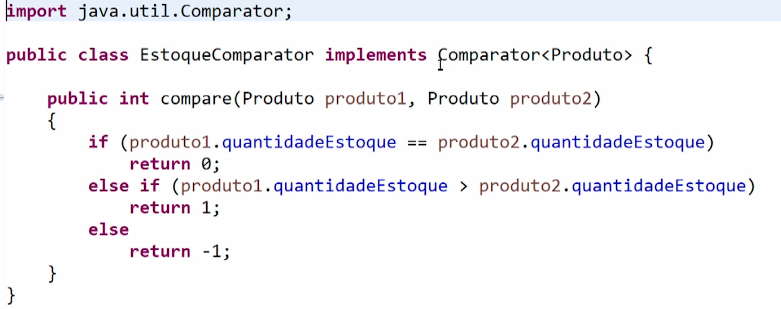 import java.util.Comparator;
public class EstoqueComparator implements Comparator<Produto> {
public int compare(Produto produto1, Produto produto2)
{
if (produto1.quantidadeEstoque == produto2.quantidadeEstoque)
return 0;
else if (produto1.quantidadeEstoque > produto2.quantidadeEstoque)
return 1;
else
return -1;
}
}